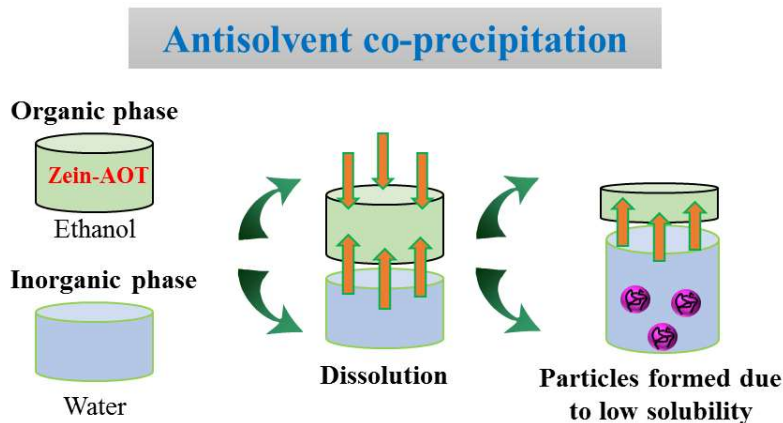 Antisolvent co-precipitation
Organic phase
Zein-AOT
Ethanol
Inorganic phase
Water
Dissolution
Particles formed due
to low solubility